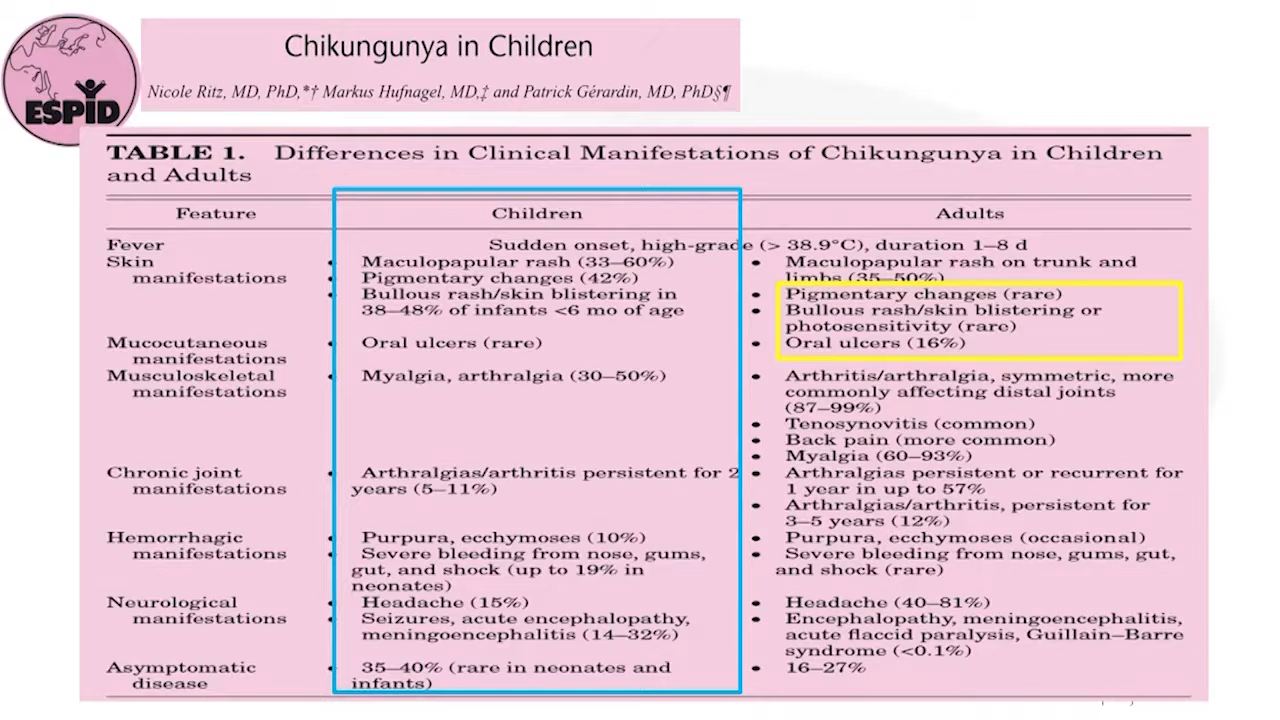 ESPID
Chikungunya in Children
Nicole Ritz, MD, PhD,*† Markus Hufnagel, MD,‡ and Patrick Gérardin, MD, PhD§¶
TABLE 1. Differences in Clinical Manifestations of Chikungunya in Children
and Adults
Feature Children Adults
Fever Sudden onset, high-grade (> 38.9°C), duration 1–8 d
Skin • Maculopapular rash (33–60%) • Maculopapular rash on trunk and
manifestations • Pigmentary changes (42%) limbs (35–50%)
• Bullous rash/skin blistering in • Pigmentary changes (rare)
38–48% of infants <6 mo of age • Bullous rash/skin blistering or
photosensitivity (rare)
Mucocutaneous • Oral ulcers (rare) • Oral ulcers (16%)
manifestations
Musculoskeletal • Myalgia, arthralgia (30–50%) • Arthritis/arthralgia, symmetric, more
manifestations commonly affecting distal joints
(87–99%)
• Tenosynovitis (common)
• Back pain (more common)
• Myalgia (60–93%)
Chronic joint • Arthralgias/arthritis persistent for 2 • Arthralgias persistent or recurrent for
manifestations years (5–11%) 1 year in up to 57%
• Arthralgias/arthritis, persistent for
3–5 years (12%)
Hemorrhagic • Purpura, ecchymoses (10%) • Purpura, ecchymoses (occasional)
manifestations • Severe bleeding from nose, gums, • Severe bleeding from nose, gums, gut,
gut, and shock (up to 19% in and shock (rare)
neonates)
Neurological • Headache (15%) • Headache (40–81%)
manifestations • Seizures, acute encephalopathy, • Encephalopathy, meningoencephalitis,
meningoencephalitis (14–32%) acute flaccid paralysis, Guillain–Barre
syndrome (<0.1%)
Asymptomatic • 35–40% (rare in neonates and • 16–27%
disease infants)